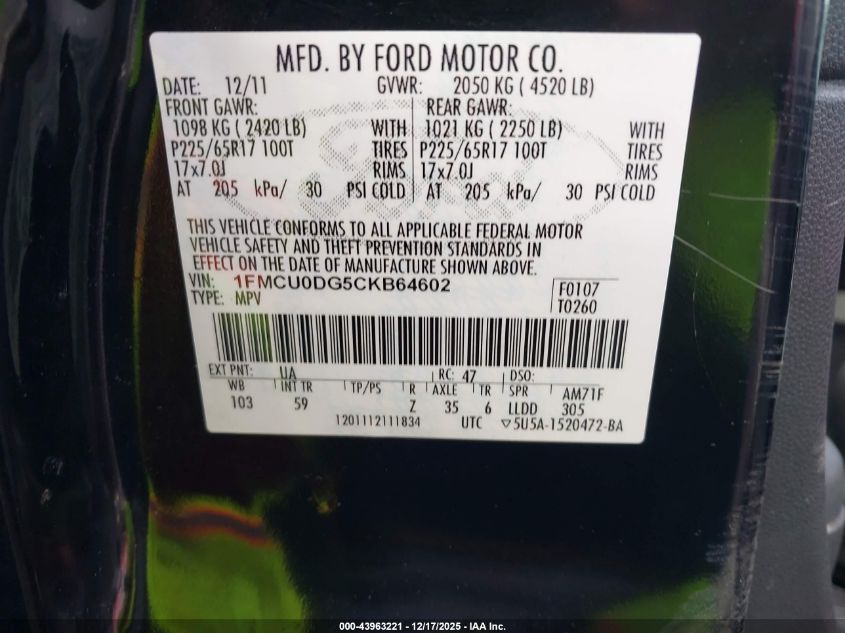 MFD. BY FORD MOTOR CO.
DATE: 12/11 GVWR: 2050 KG ( 4520 LB)
FRONT GAWR: REAR GAWR:
1098 KG ( 2420 LB) WITH 1021 KG ( 2250 LB) WITH
P225/65R17 100T TIRES P225/65R17 100T TIRES
17x7.0J RIMS 17x7.0J RIMS
AT 205 kPa/ 30 PSI COLD AT 205 kPa/ 30 PSI COLD
THIS VEHICLE CONFORMS TO ALL APPLICABLE FEDERAL MOTOR
VEHICLE SAFETY AND THEFT PREVENTION STANDARDS IN
EFFECT ON THE DATE OF MANUFACTURE SHOWN ABOVE.
VIN: 1FMCU0DG5CKB64602 F0107
TYPE: MPV T0260
EXT PNT: UA RC: 47 DSO:
WB INT TR TP/PS R AXLE TR SPR AM71F
103 59 Z 35 6 LLDD 305
1201112111834 UTC ▽5U5A-1520472-BA
000-43963221 - 12/17/2025 - IAA Inc.